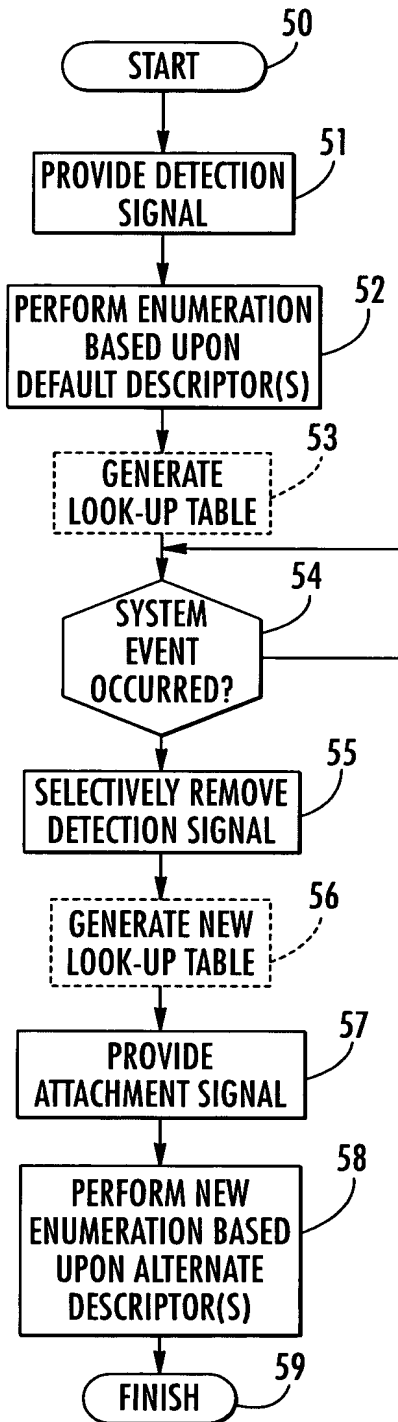 50
START
51
PROVIDE DETECTION
SIGNAL
52
PERFORM ENUMERATION
BASED UPON
DEFAULT DESCRIPTOR(S)
53
GENERATE
LOOK-UP TABLE
54
SYSTEM
EVENT
OCCURRED?
55
SELECTIVELY REMOVE
DETECTION SIGNAL
56
GENERATE NEW
LOOK-UP TABLE
57
PROVIDE
ATTACHMENT SIGNAL
58
PERFORM NEW
ENUMERATION BASED
UPON ALTERNATE
DESCRIPTOR(S)
59
FINISH